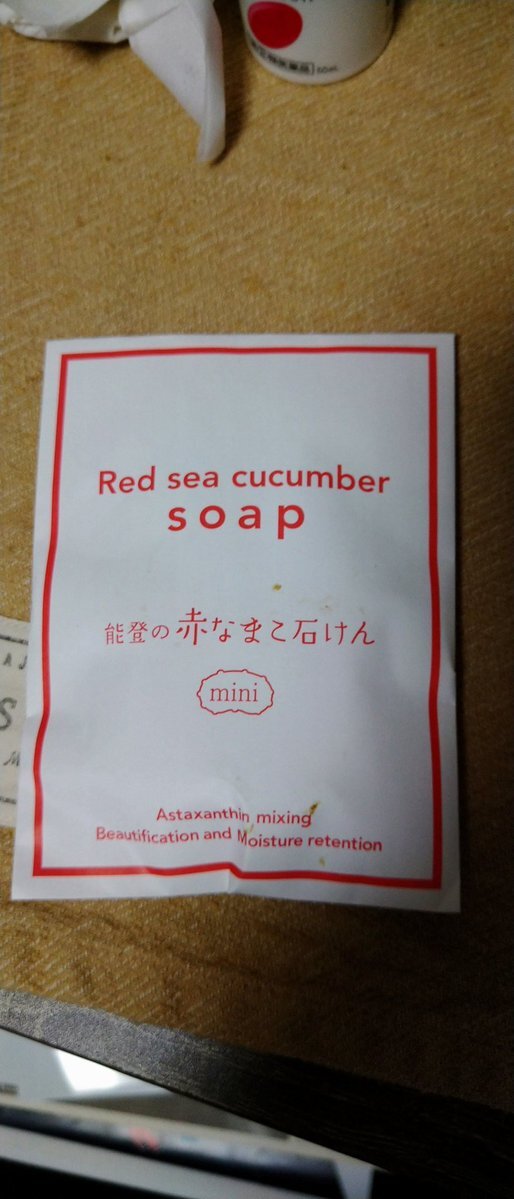 Red sea cucumber
soap
能登の赤なまこ石けん
mini
Astaxanthin mixing
Beautification and Moisture retention